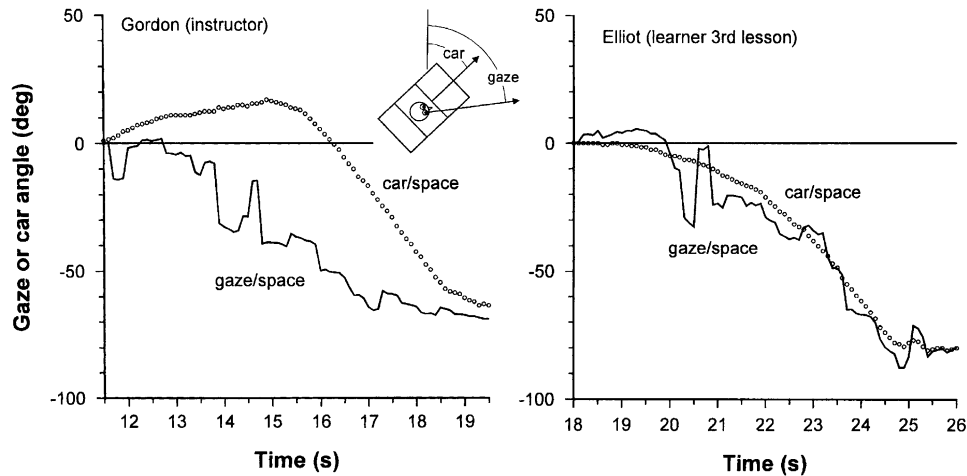 Gordon (instructor)
Elliot (learner 3rd lesson)
car
gaze
50
0
-50
-100
Gaze or car angle (deg)
car/space
gaze/space
12 13 14 15 16 17 18 19
Time (s)
50
0
-50
-100
car/space
gaze/space
18 19 20 21 22 23 24 25 26
Time (s)